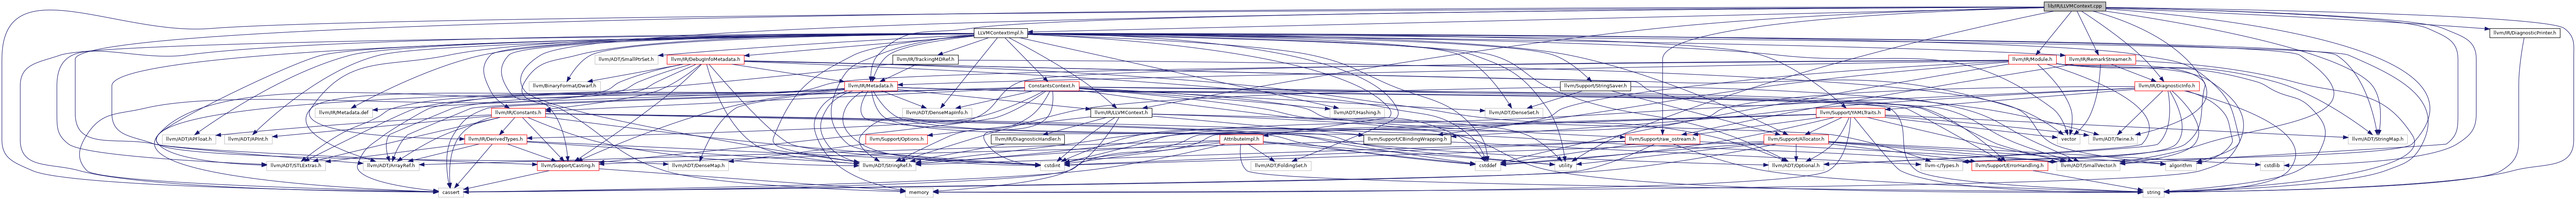 lib/IR/LLVMContext.cpp
LLVMContextImpl.h
llvm/IR/DiagnosticPrinter.h
llvm/ADT/SmallPtrSet.h
llvm/IR/DebugInfoMetadata.h
llvm/IR/TrackingMDRef.h
llvm/IR/Module.h
llvm/IR/RemarkStreamer.h
llvm/BinaryFormat/Dwarf.h
llvm/IR/Metadata.h
ConstantsContext.h
llvm/Support/StringSaver.h
llvm/IR/DiagnosticInfo.h
llvm/IR/Metadata.def
llvm/IR/Constants.h
llvm/ADT/DenseMapInfo.h
llvm/IR/LLVMContext.h
llvm/ADT/Hashing.h
llvm/ADT/DenseSet.h
llvm/Support/YAMLTraits.h
llvm/ADT/APFloat.h
llvm/ADT/APInt.h
llvm/IR/DerivedTypes.h
llvm/Support/Options.h
llvm/IR/DiagnosticHandler.h
AttributeImpl.h
llvm/Support/CBindingWrapping.h
llvm/Support/raw_ostream.h
llvm/Support/Allocator.h
vector
llvm/ADT/Twine.h
llvm/ADT/StringMap.h
llvm/ADT/STLExtras.h
llvm/ADT/ArrayRef.h
llvm/Support/Casting.h
llvm/ADT/DenseMap.h
llvm/ADT/StringRef.h
cstdint
llvm/ADT/FoldingSet.h
cstddef
utility
llvm/ADT/Optional.h
llvm-c/Types.h
llvm/Support/ErrorHandling.h
llvm/ADT/SmallVector.h
algorithm
cstdlib
cassert
memory
string